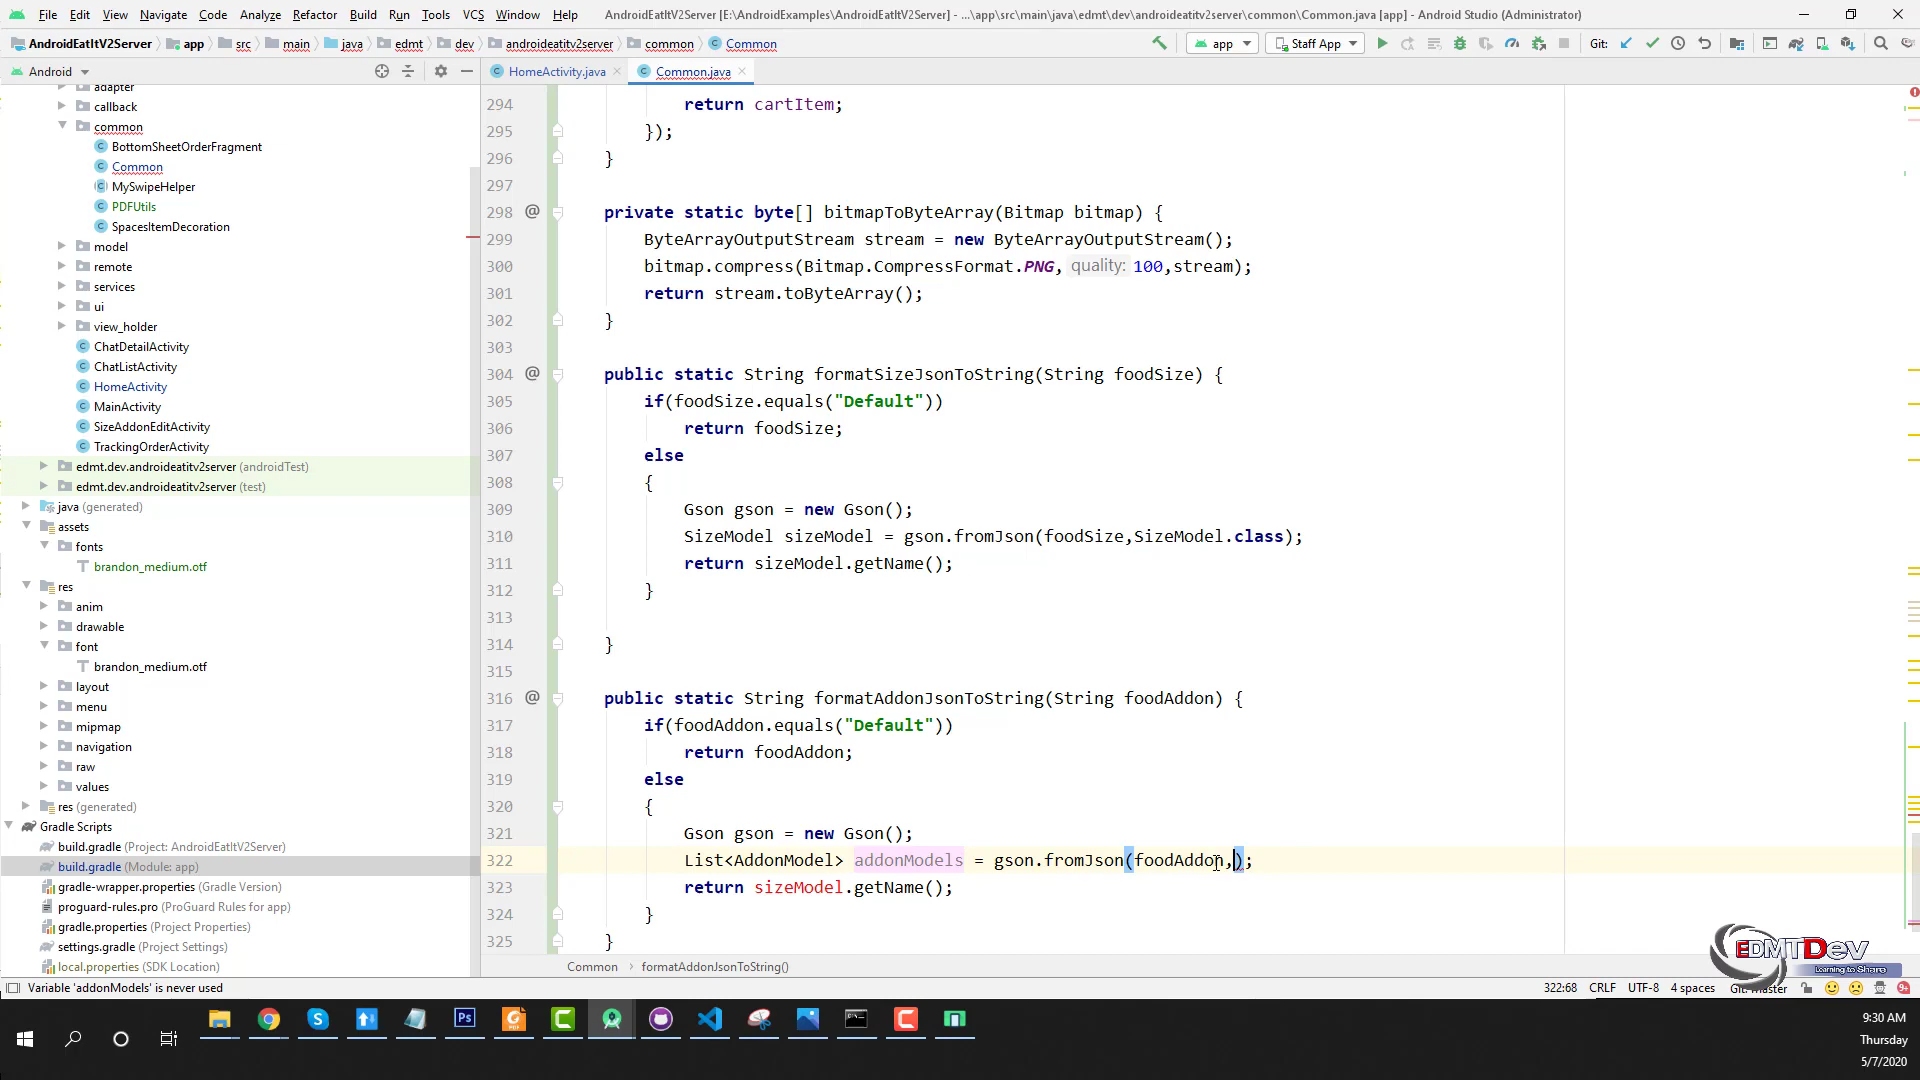 File Edit View Navigate Code Analyze Refactor Build Run Tools VCS Window Help AndroidEatItV2Server [E:\AndroidExamples\AndroidEatItV2Server] - ...\app\src\main\java\edmt\dev\androideatitv2server\common\Common.java [app] - Android Studio (Administrator)
AndroidEatItV2Server app src main java edmt dev androideatitv2server common Common app Staff App Git:
Android HomeActivity.java Common.java
adapter
callback
common
BottomSheetOrderFragment
Common
MySwipeHelper
PDFUtils
SpacesItemDecoration
model
remote
services
ui
view_holder
ChatDetailActivity
ChatListActivity
HomeActivity
MainActivity
SizeAddonEditActivity
TrackingOrderActivity
edmt.dev.androideatitv2server (androidTest)
edmt.dev.androideatitv2server (test)
java (generated)
assets
fonts
brandon_medium.otf
res
anim
drawable
font
brandon_medium.otf
layout
menu
mipmap
navigation
raw
values
res (generated)
Gradle Scripts
build.gradle (Project: AndroidEatItV2Server)
build.gradle (Module: app)
gradle-wrapper.properties (Gradle Version)
proguard-rules.pro (ProGuard Rules for app)
gradle.properties (Project Properties)
settings.gradle (Project Settings)
local.properties (SDK Location)
294 return cartItem;
295 });
296 }
297
298 @ private static byte[] bitmapToByteArray(Bitmap bitmap) {
299 ByteArrayOutputStream stream = new ByteArrayOutputStream();
300 bitmap.compress(Bitmap.CompressFormat.PNG, quality: 100,stream);
301 return stream.toByteArray();
302 }
303
304 @ public static String formatSizeJsonToString(String foodSize) {
305 if(foodSize.equals("Default"))
306 return foodSize;
307 else
308 {
309 Gson gson = new Gson();
310 SizeModel sizeModel = gson.fromJson(foodSize,SizeModel.class);
311 return sizeModel.getName();
312 }
313
314 }
315
316 @ public static String formatAddonJsonToString(String foodAddon) {
317 if(foodAddon.equals("Default"))
318 return foodAddon;
319 else
320 {
321 Gson gson = new Gson();
322 List<AddonModel> addonModels = gson.fromJson(foodAddon,);
323 return sizeModel.getName();
324 }
325 }
Common formatAddonJsonToString()
EDMTDev
Learning to Share
Variable 'addonModels' is never used 322:68 CRLF UTF-8 4 spaces Git: master
9:30 AM
Thursday
5/7/2020